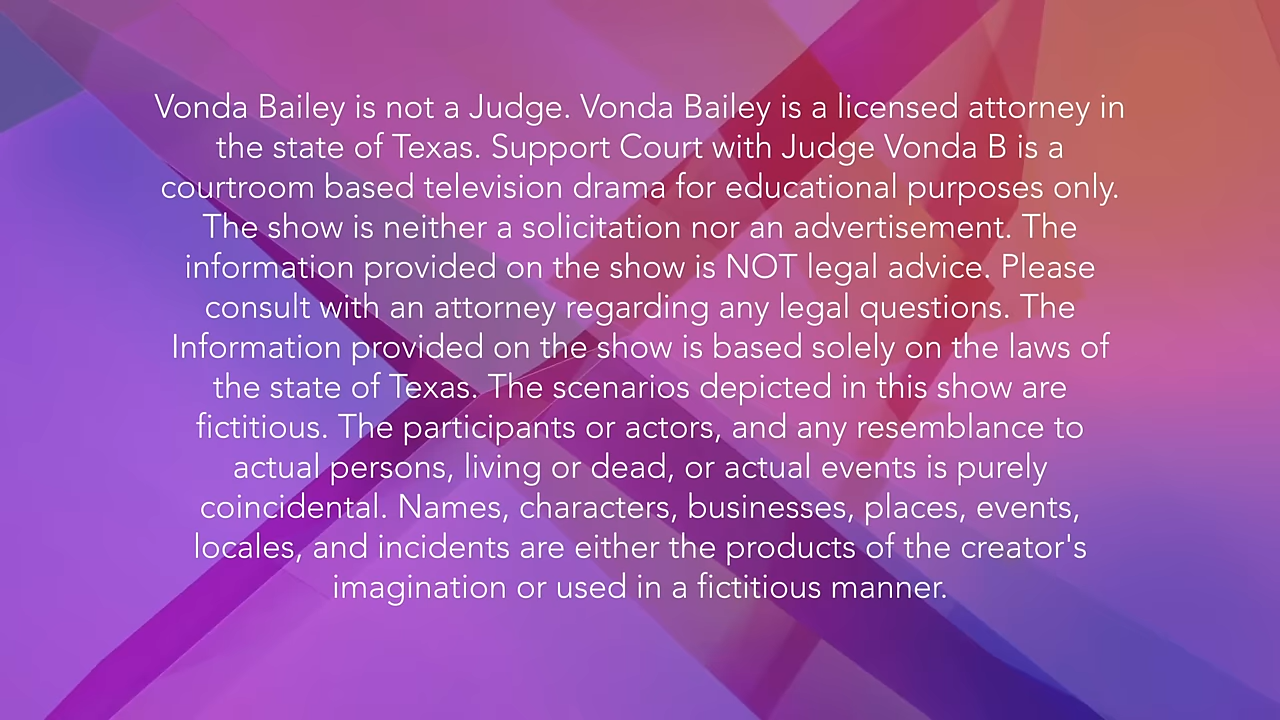 Vonda Bailey is not a Judge. Vonda Bailey is a licensed attorney in
the state of Texas. Support Court with Judge Vonda B is a
courtroom based television drama for educational purposes only.
The show is neither a solicitation nor an advertisement. The
information provided on the show is NOT legal advice. Please
consult with an attorney regarding any legal questions. The
Information provided on the show is based solely on the laws of
the state of Texas. The scenarios depicted in this show are
fictitious. The participants or actors, and any resemblance to
actual persons, living or dead, or actual events is purely
coincidental. Names, characters, businesses, places, events,
locales, and incidents are either the products of the creator's
imagination or used in a fictitious manner.